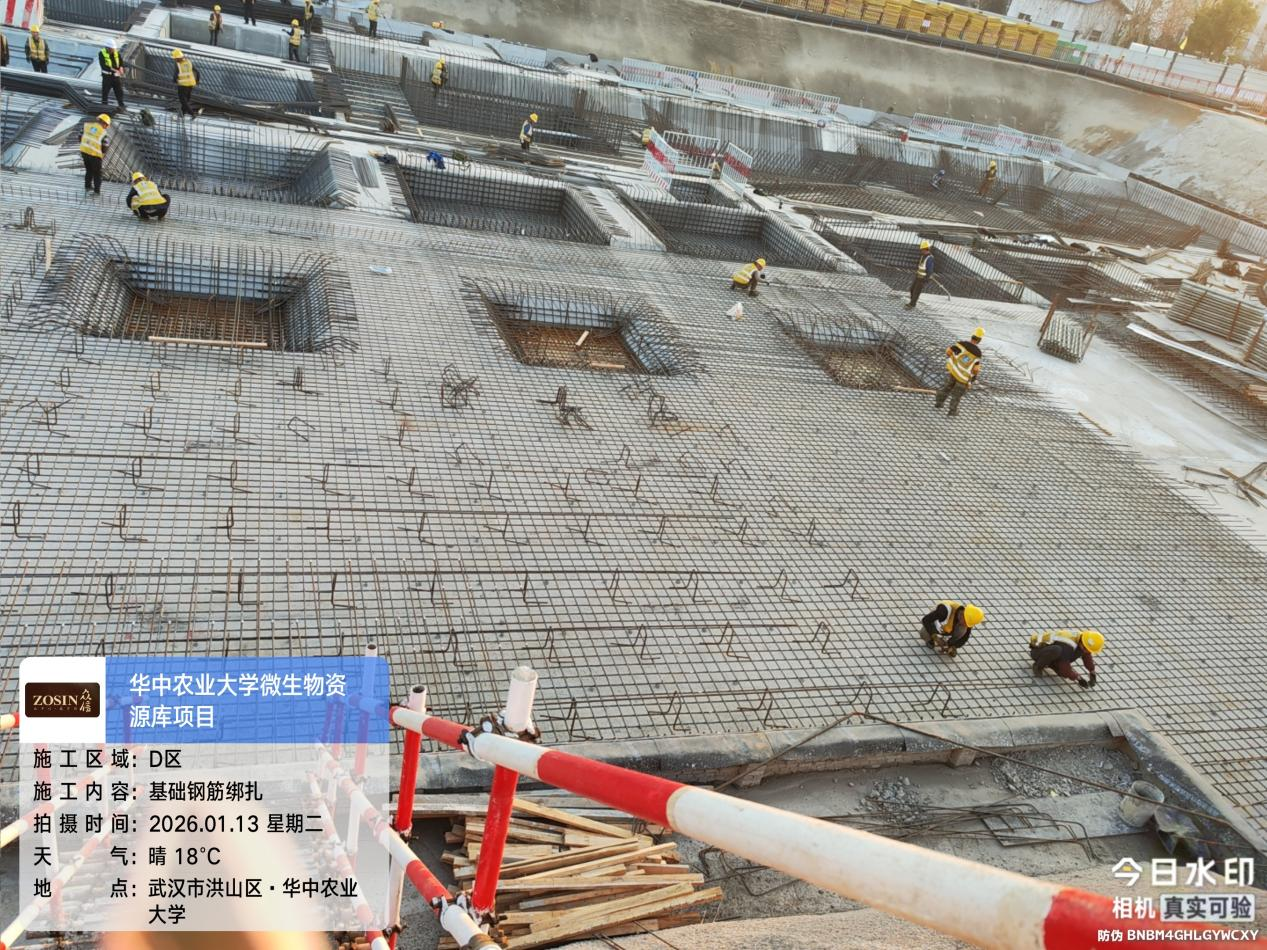 ZOSIN 众信
华中农业大学微生物资
源库项目
施工区域：D区
施工内容：基础钢筋绑扎
拍摄时间：2026.01.13 星期二
天气：晴 18°C
地点：武汉市洪山区·华中农业
大学
今日水印
相机 真实可验
防伪 BNBM4GHLGYWCXY